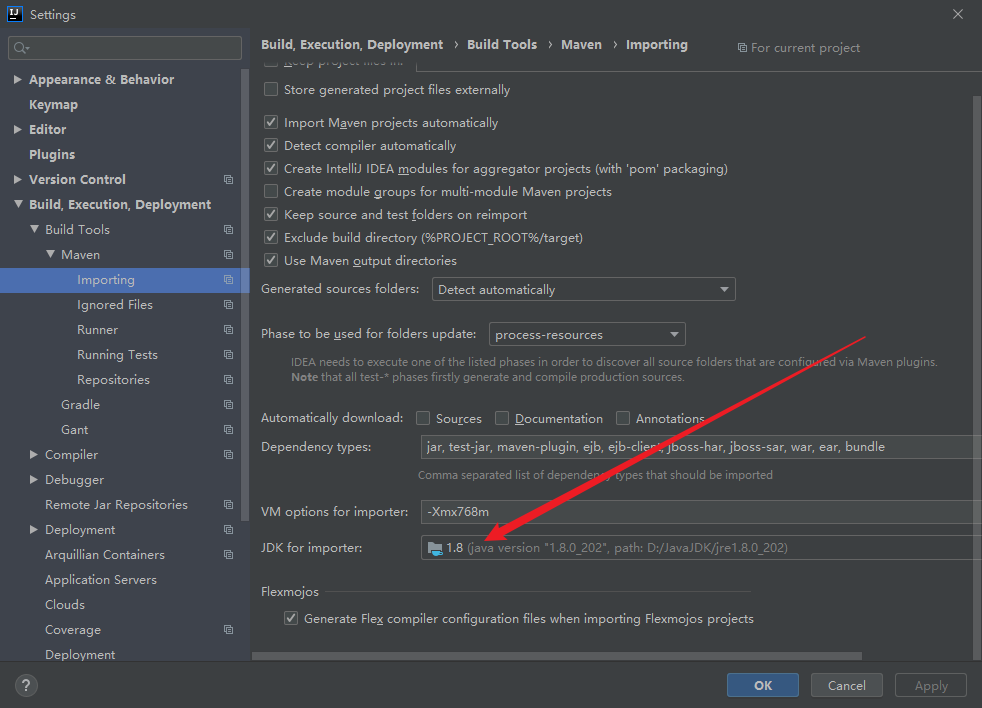 IJ Settings
Build, Execution, Deployment › Build Tools › Maven › Importing For current project
Keep project files in:
Store generated project files externally
Import Maven projects automatically
Detect compiler automatically
Create IntelliJ IDEA modules for aggregator projects (with 'pom' packaging)
Create module groups for multi-module Maven projects
Keep source and test folders on reimport
Exclude build directory (%PROJECT_ROOT%/target)
Use Maven output directories
Generated sources folders: Detect automatically
Phase to be used for folders update: process-resources
IDEA needs to execute one of the listed phases in order to discover all source folders that are configured via Maven plugins.
Note that all test-* phases firstly generate and compile production sources.
Automatically download: Sources Documentation Annotations
Dependency types: jar, test-jar, maven-plugin, ejb, ejb-client, jboss-har, jboss-sar, war, ear, bundle
Comma separated list of dependency types that should be imported
VM options for importer: -Xmx768m
JDK for importer: 1.8 (java version "1.8.0_202", path: D:/JavaJDK/jre1.8.0_202)
Flexmojos
Generate Flex compiler configuration files when importing Flexmojos projects
Appearance & Behavior
Keymap
Editor
Plugins
Version Control
Build, Execution, Deployment
Build Tools
Maven
Importing
Ignored Files
Runner
Running Tests
Repositories
Gradle
Gant
Compiler
Debugger
Remote Jar Repositories
Deployment
Arquillian Containers
Application Servers
Clouds
Coverage
Deployment
?
OK Cancel Apply